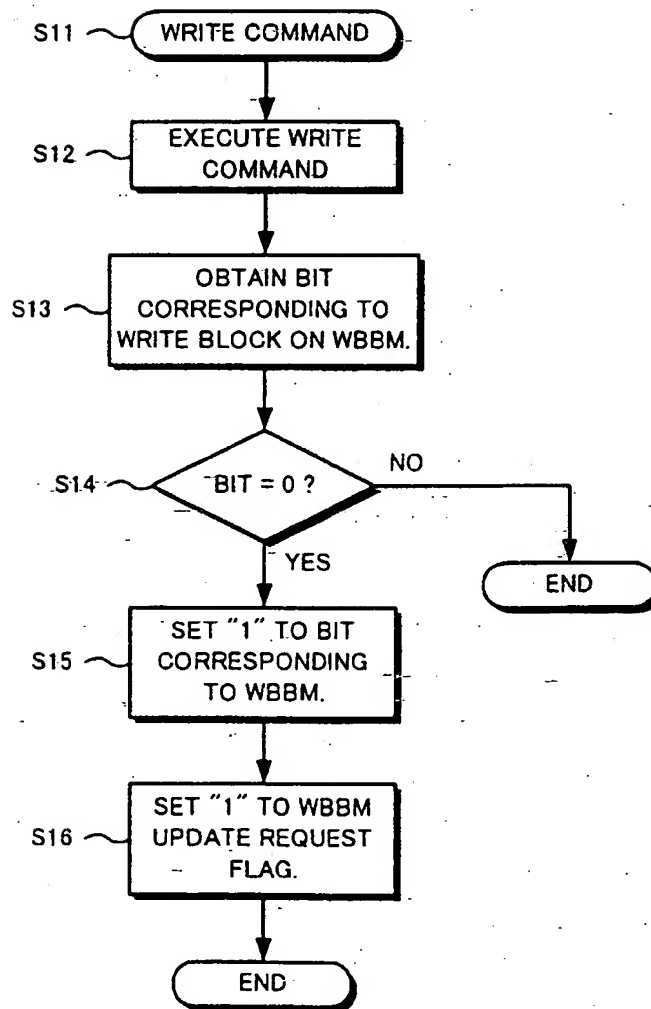 S11
WRITE COMMAND
S12
EXECUTE WRITE
COMMAND
S13
OBTAIN BIT
CORRESPONDING TO
WRITE BLOCK ON WBBM.
S14
BIT = 0 ?
NO
YES
END
S15
SET "1" TO BIT
CORRESPONDING
TO WBBM.
S16
SET "1" TO WBBM
UPDATE REQUEST
FLAG.
END